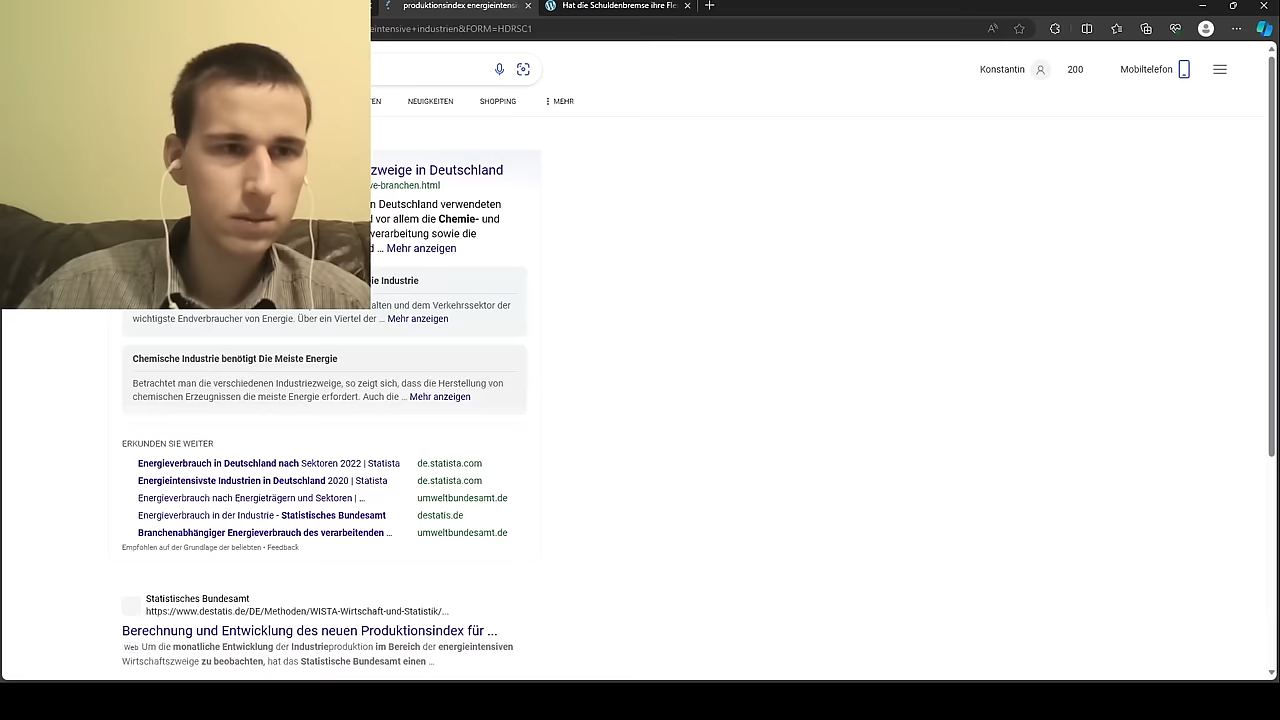 produktionsindex energieintens
Hat die Schuldenbremse ihre Fle
eintensive+industrien&FORM=HDRSC1
Konstantin
200
Mobiltelefon
EN
NEUIGKEITEN
SHOPPING
MEHR
zweige in Deutschland
ve-branchen.html
n Deutschland verwendeten
d vor allem die Chemie- und
verarbeitung sowie die
d ... Mehr anzeigen
ie Industrie
alten und dem Verkehrssektor der
wichtigste Endverbraucher von Energie. Über ein Viertel der ... Mehr anzeigen
Chemische Industrie benötigt Die Meiste Energie
Betrachtet man die verschiedenen Industriezweige, so zeigt sich, dass die Herstellung von
chemischen Erzeugnissen die meiste Energie erfordert. Auch die ... Mehr anzeigen
ERKUNDEN SIE WEITER
Energieverbrauch in Deutschland nach Sektoren 2022 | Statista de.statista.com
Energieintensivste Industrien in Deutschland 2020 | Statista de.statista.com
Energieverbrauch nach Energieträgern und Sektoren | ... umweltbundesamt.de
Energieverbrauch in der Industrie - Statistisches Bundesamt destatis.de
Branchenabhängiger Energieverbrauch des verarbeitenden ... umweltbundesamt.de
Empfohlen auf der Grundlage der beliebten • Feedback
Statistisches Bundesamt
https://www.destatis.de/DE/Methoden/WISTA-Wirtschaft-und-Statistik/...
Berechnung und Entwicklung des neuen Produktionsindex für ...
Web Um die monatliche Entwicklung der Industrieproduktion im Bereich der energieintensiven
Wirtschaftszweige zu beobachten, hat das Statistische Bundesamt einen ...